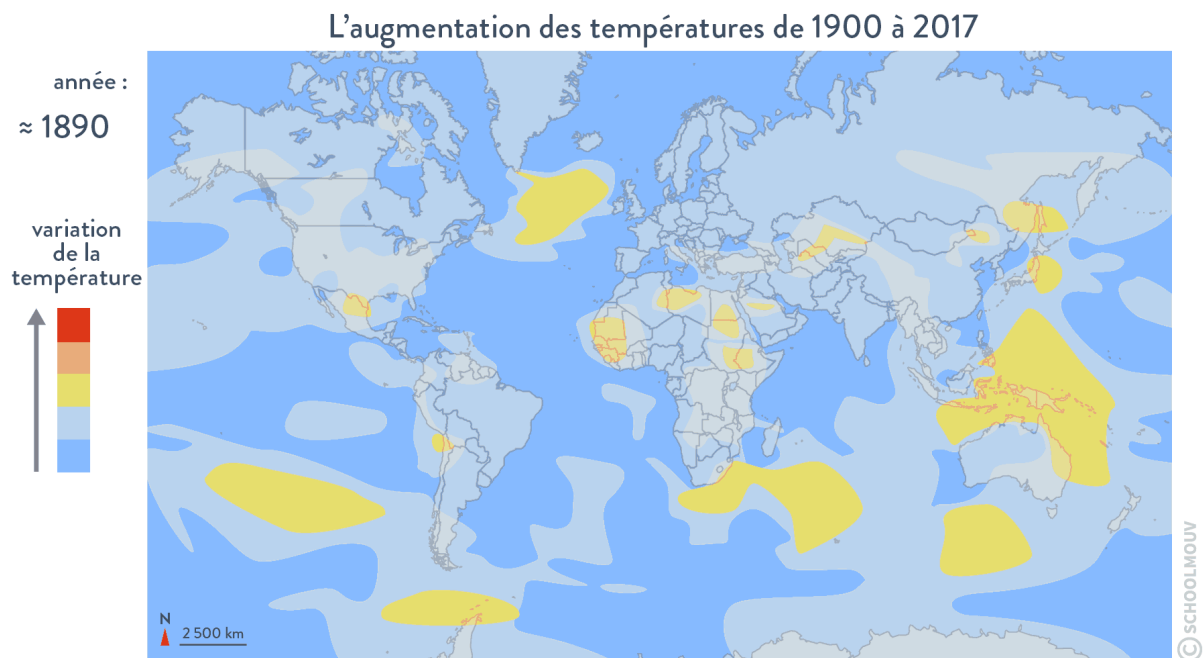 L'augmentation des températures de 1900 à 2017
année :
≈ 1890
variation
de la
température
N
2 500 km
© SCHOOLMOUV